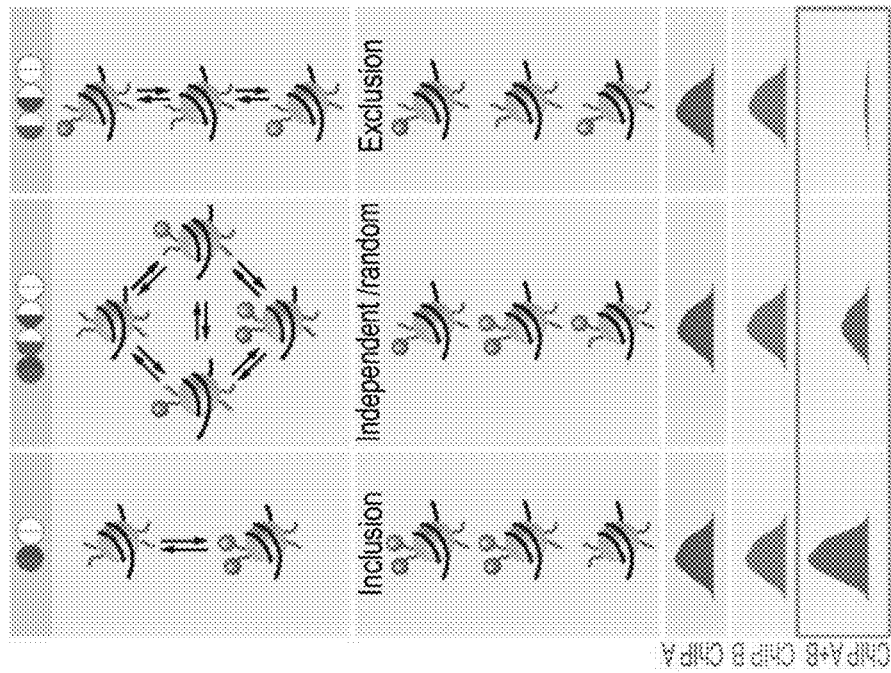 Exclusion
Independent /random
Inclusion
ChIP A
ChIP B
ChIP A+B